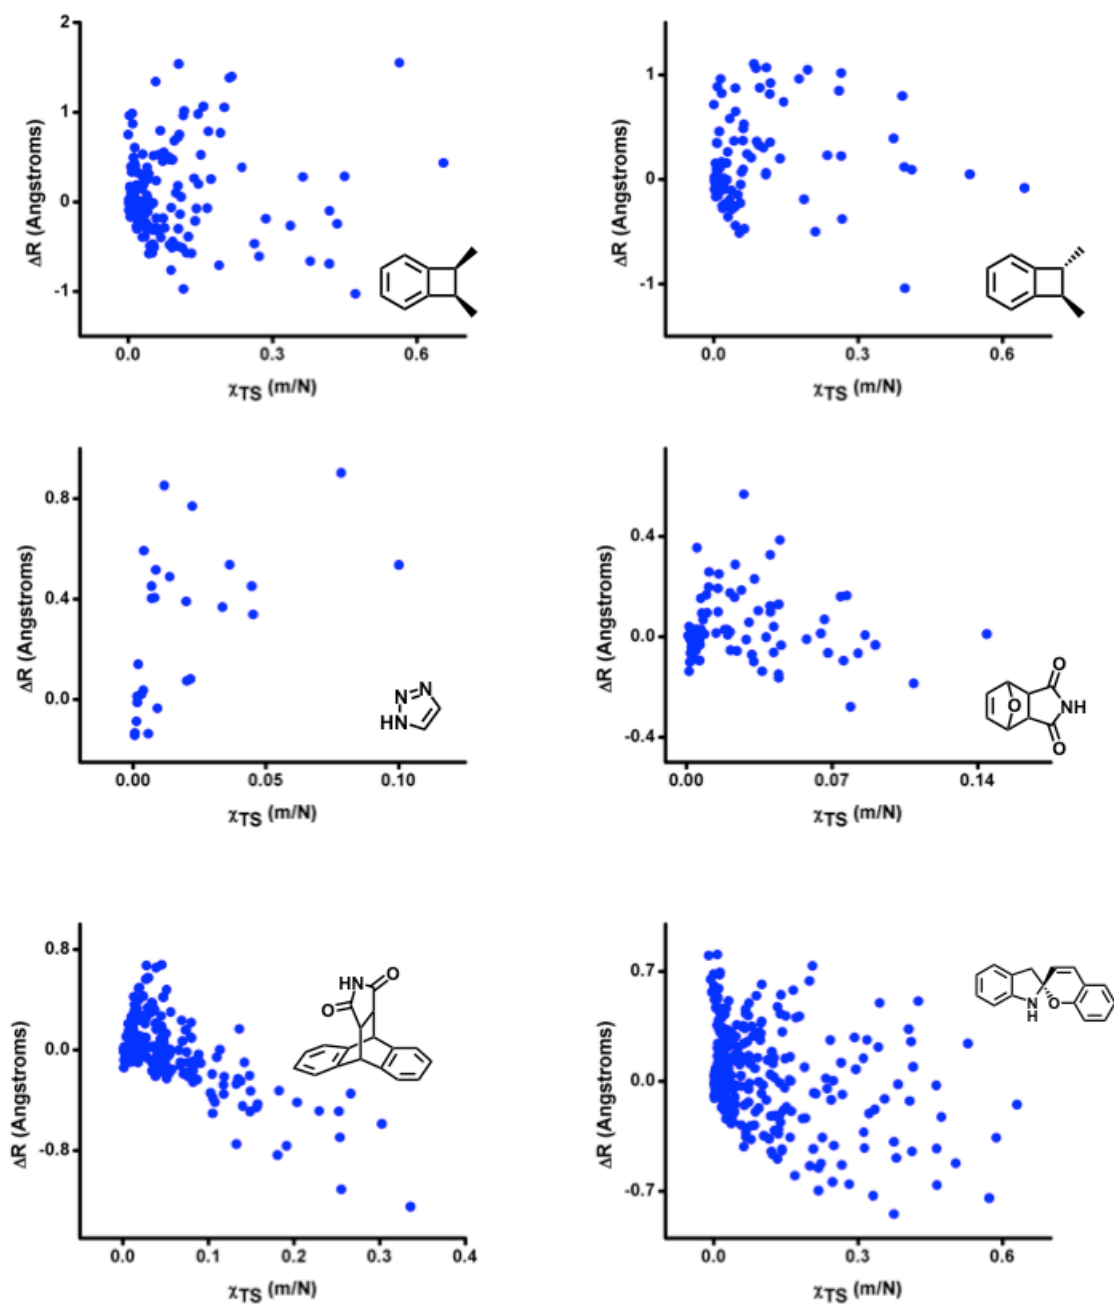 2
1
0
-1
ΔR (Angstroms)
0.0 0.3 0.6
χTS (m/N)
1
0
-1
ΔR (Angstroms)
0.0 0.3 0.6
χTS (m/N)
0.8
0.4
0.0
ΔR (Angstroms)
N
N
HN
0.00 0.05 0.10
χTS (m/N)
0.4
0.0
-0.4
ΔR (Angstroms)
O
O
NH
O
0.00 0.07 0.14
χTS (m/N)
0.8
0.0
-0.8
ΔR (Angstroms)
HN
O
O
0.0 0.1 0.2 0.3 0.4
χTS (m/N)
0.7
0.0
-0.7
ΔR (Angstroms)
N
H
O
0.0 0.3 0.6
χTS (m/N)